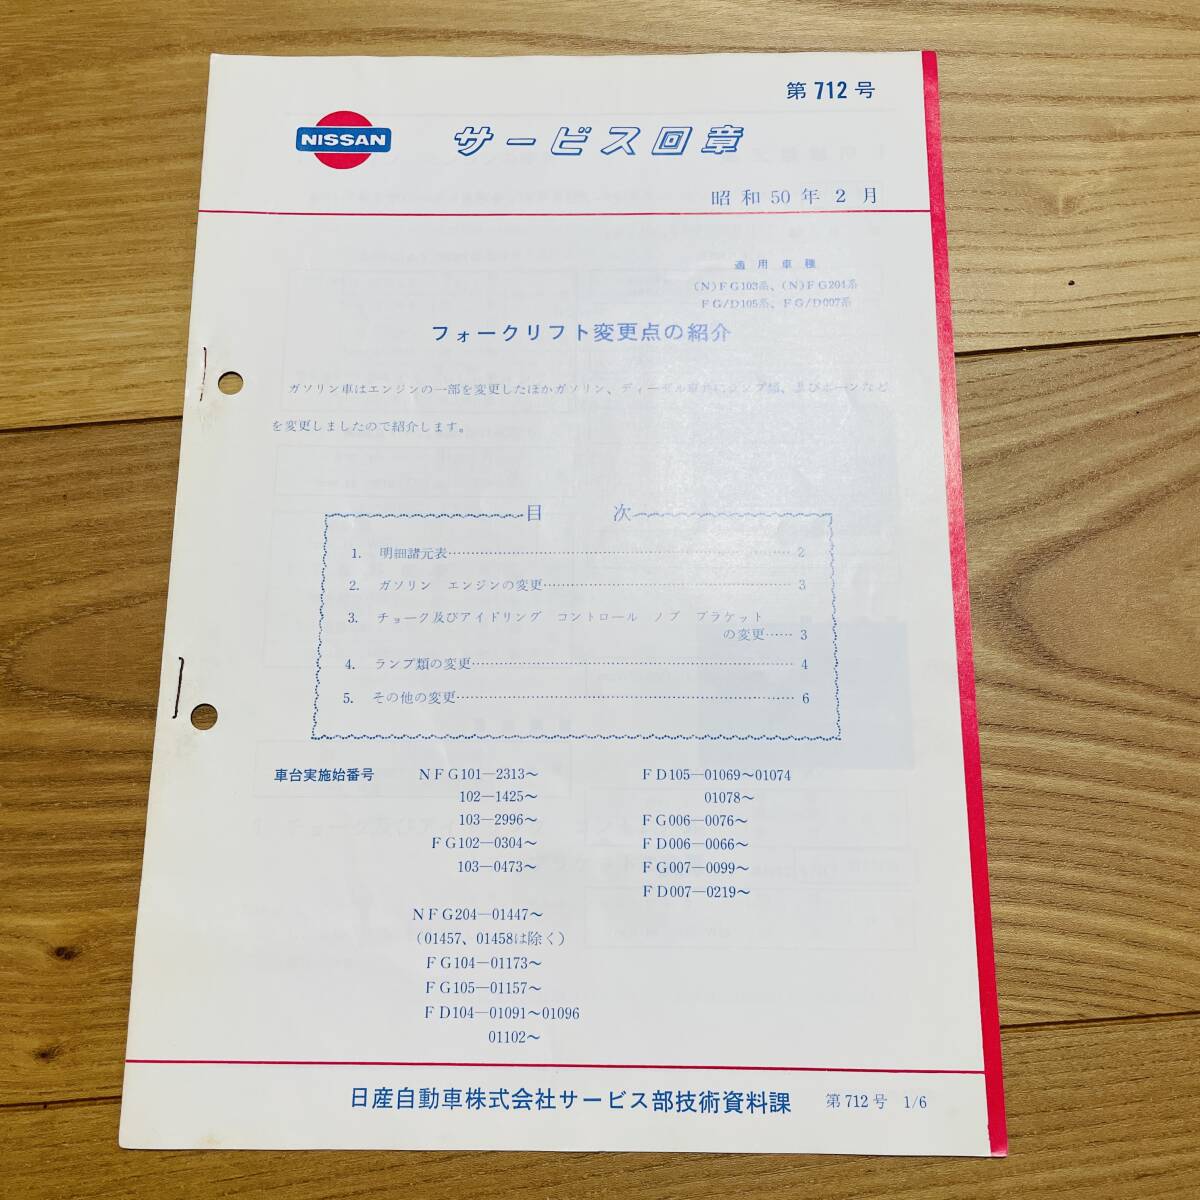 第 712 号
NISSAN
サービス回章
昭和50年2月
適用車種
(N)FG103系、(N)FG204系
FG/D105系、FG/D007系
フォークリフト変更点の紹介
ガソリン車はエンジンの一部を変更したほかガソリン、ディーゼル車共にランプ類、及びホーンなど
を変更しましたので紹介します。
目 次
1. 明細諸元表…………2
2. ガソリン エンジンの変更…………3
3. チョーク及びアイドリング コントロール ノブ ブラケット
の変更……3
4. ランプ類の変更…………4
5. その他の変更…………6
車台実施始番号 NFG101—2313〜
102—1425〜
103—2996〜
FG102—0304〜
103—0473〜
NFG204—01447〜
(01457、01458は除く)
FG104—01173〜
FG105—01157〜
FD104—01091〜01096
01102〜
FD105—01069〜01074
01078〜
FG006—0076〜
FD006—0066〜
FG007—0099〜
FD007—0219〜
日産自動車株式会社サービス部技術資料課 第712号 1/6